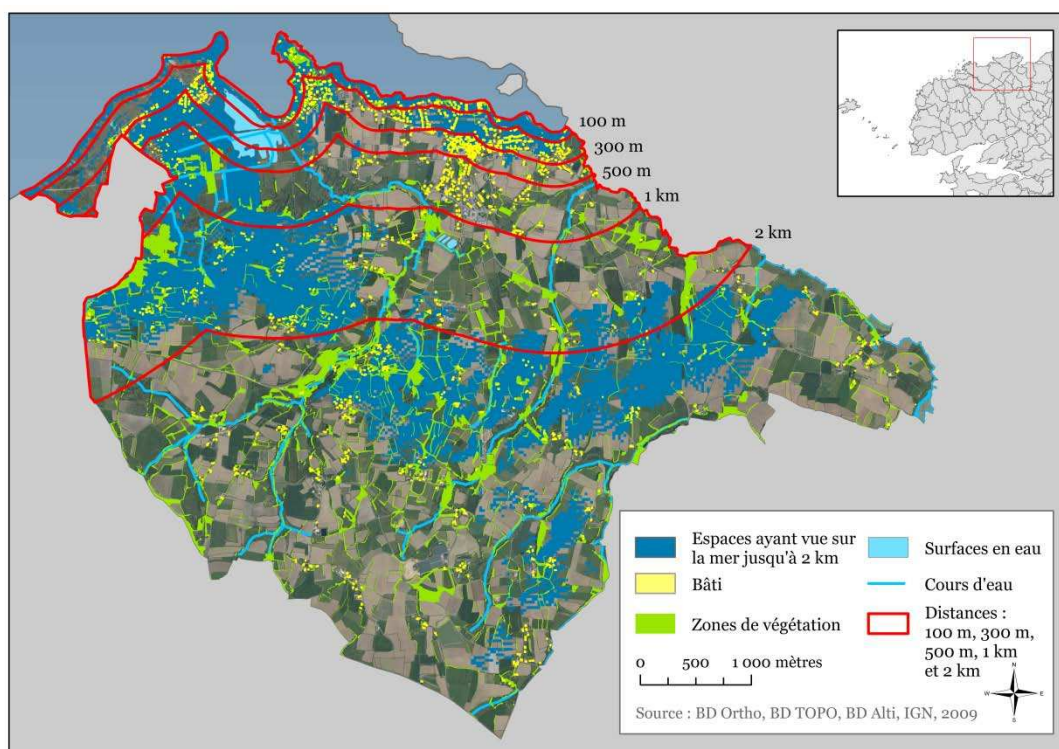 100 m
300 m
500 m
1 km
2 km
Espaces ayant vue sur
la mer jusqu'à 2 km
Bâti
Zones de végétation
Surfaces en eau
Cours d'eau
Distances :
100 m, 300 m,
500 m, 1 km
et 2 km
0 500 1 000 mètres
N
W E
S
Source : BD Ortho, BD TOPO, BD Alti, IGN, 2009